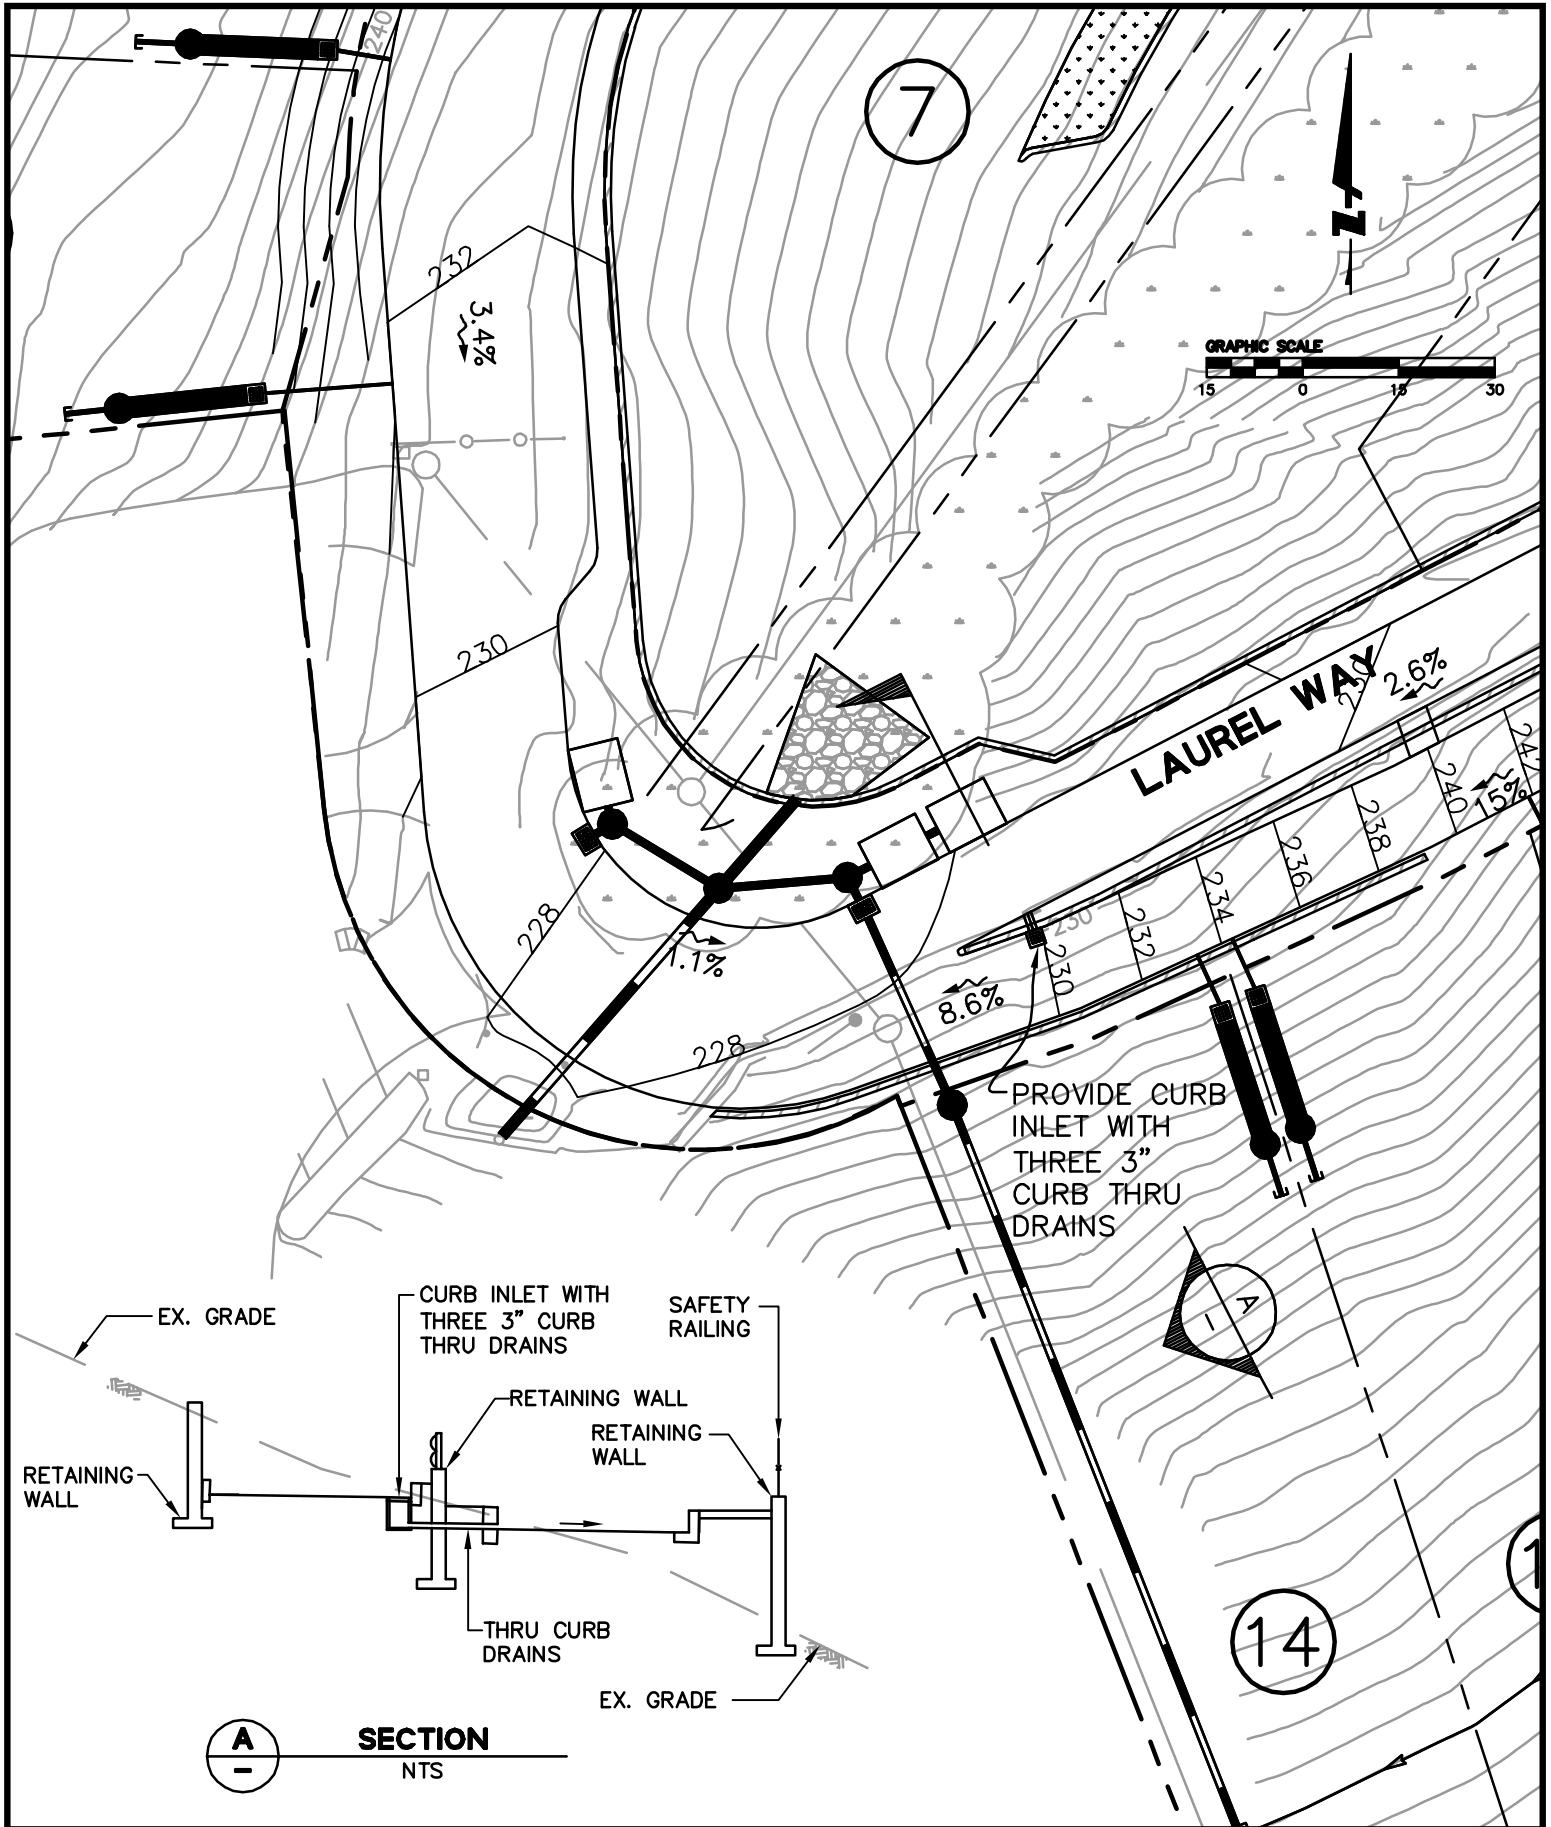 240
7
232
3.4%
GRAPHIC SCALE
15 0 15 30
230
LAUREL WAY
230
2.6%
242
15%
240
238
236
234
232
230
230
228
1.1%
8.6%
228
PROVIDE CURB
INLET WITH
THREE 3”
CURB THRU
DRAINS
A
–
EX. GRADE
CURB INLET WITH
THREE 3” CURB
THRU DRAINS
SAFETY
RAILING
RETAINING WALL
RETAINING
WALL
RETAINING
WALL
THRU CURB
DRAINS
EX. GRADE
14
1
A
–
SECTION
NTS